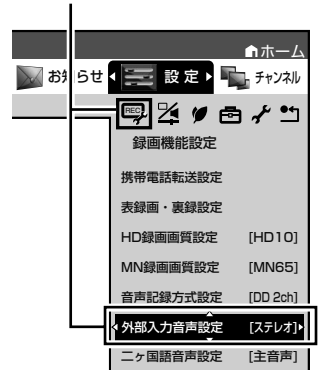 ホーム
お知らせ 設定 チャンネル
REC
録画機能設定
携帯電話転送設定
表録画・裏録設定
HD録画画質設定 [HD10]
MN録画画質設定 [MN65]
音声記録方式設定 [DD 2ch]
外部入力音声設定 [ステレオ]
二ヶ国語音声設定 [主音声]